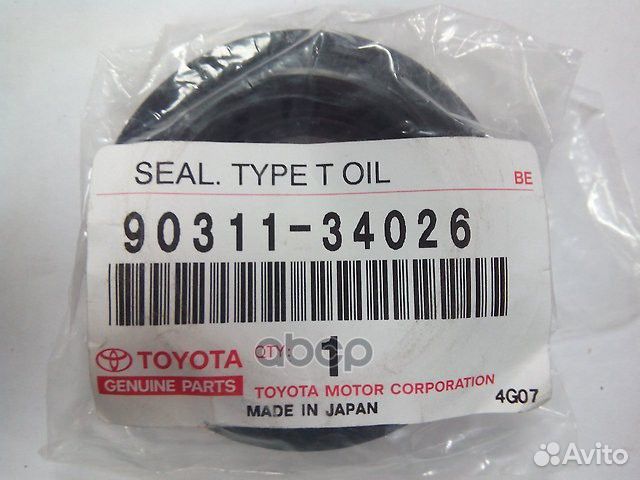 SEAL. TYPE T OIL
BE
90311-34026
TOYOTA
GENUINE PARTS
QTY: 1
abcp
TOYOTA MOTOR CORPORATION
MADE IN JAPAN
4G07
Avito